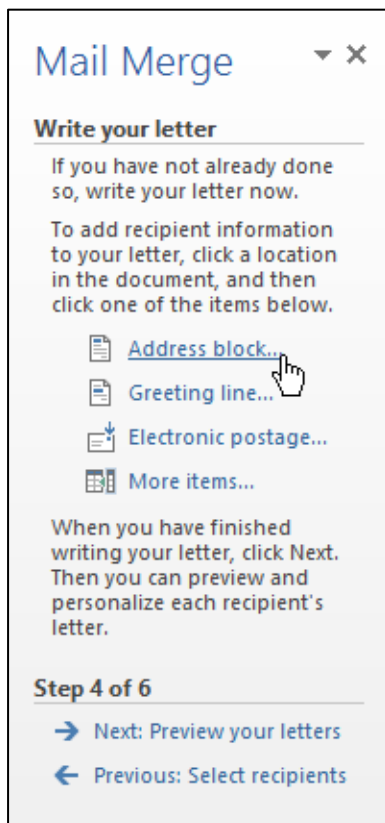 Mail Merge
Write your letter
If you have not already done
so, write your letter now.
To add recipient information
to your letter, click a location
in the document, and then
click one of the items below.
Address block...
Greeting line...
Electronic postage...
More items...
When you have finished
writing your letter, click Next.
Then you can preview and
personalize each recipient's
letter.
Step 4 of 6
Next: Preview your letters
Previous: Select recipients